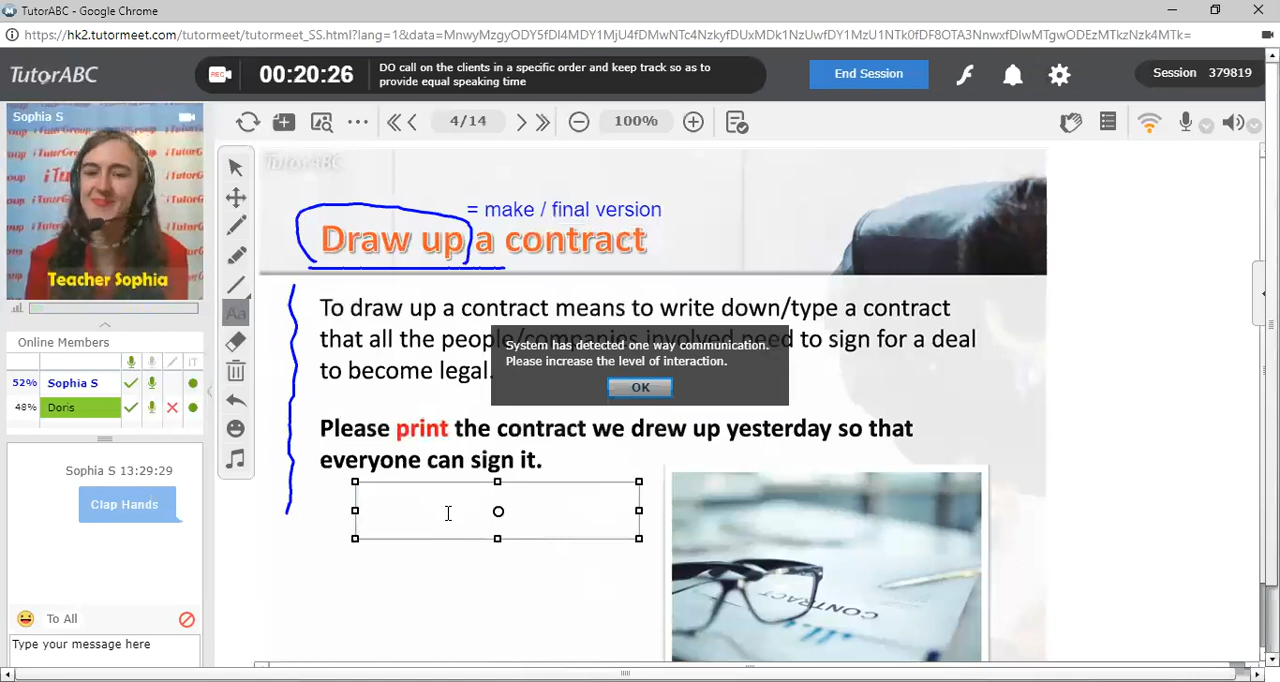 TutorABC - Google Chrome
https://hk2.tutormeet.com/tutormeet/tutormeet_SS.html?lang=1&data=MnwyMzgyODY5fDI4MDY1MjU4fDMwNTc4NzkyfDUxMDk1NzUwfDY1MzU1NTk0fDF8OTA3NnwxfDIwMTgwODEzMTkzNzk4MTk=
TutorABC
REC
00:20:26
DO call on the clients in a specific order and keep track so as to
provide equal speaking time
End Session
Session 379819
Sophia S
Teacher Sophia
4/14
100%
TutorABC
= make / final version
Draw up a contract
To draw up a contract means to write down/type a contract
that all the people/companies involved need to sign for a deal
to become legal.
System has detected one way communication.
Please increase the level of interaction.
OK
Please print the contract we drew up yesterday so that
everyone can sign it.
CONTRACT
Aa
Online Members
IT
52% Sophia S
48% Doris
Sophia S 13:29:29
Clap Hands
To All
Type your message here